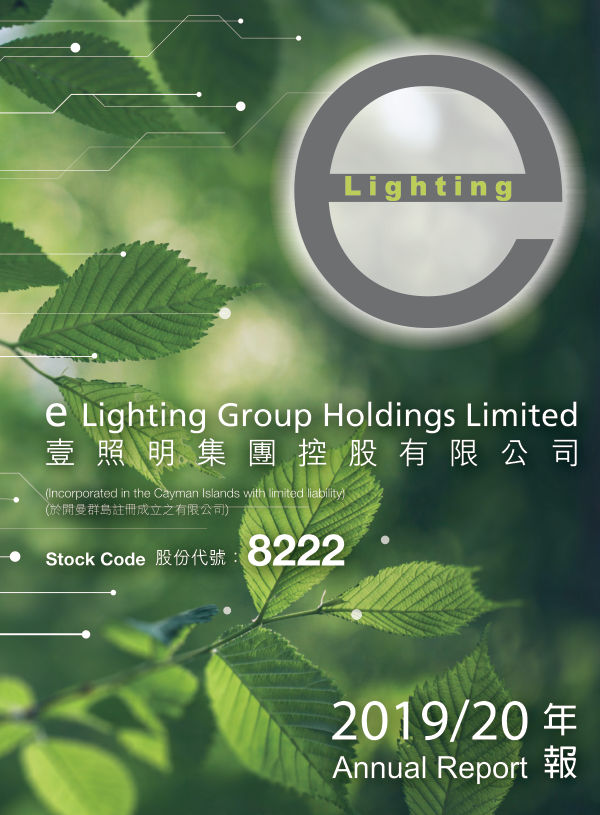 e
Lighting
e Lighting Group Holdings Limited
壹照明集團控股有限公司
(Incorporated in the Cayman Islands with limited liability)
(於開曼群島註冊成立之有限公司)
Stock Code 股份代號：8222
2019/20 年報
Annual Report